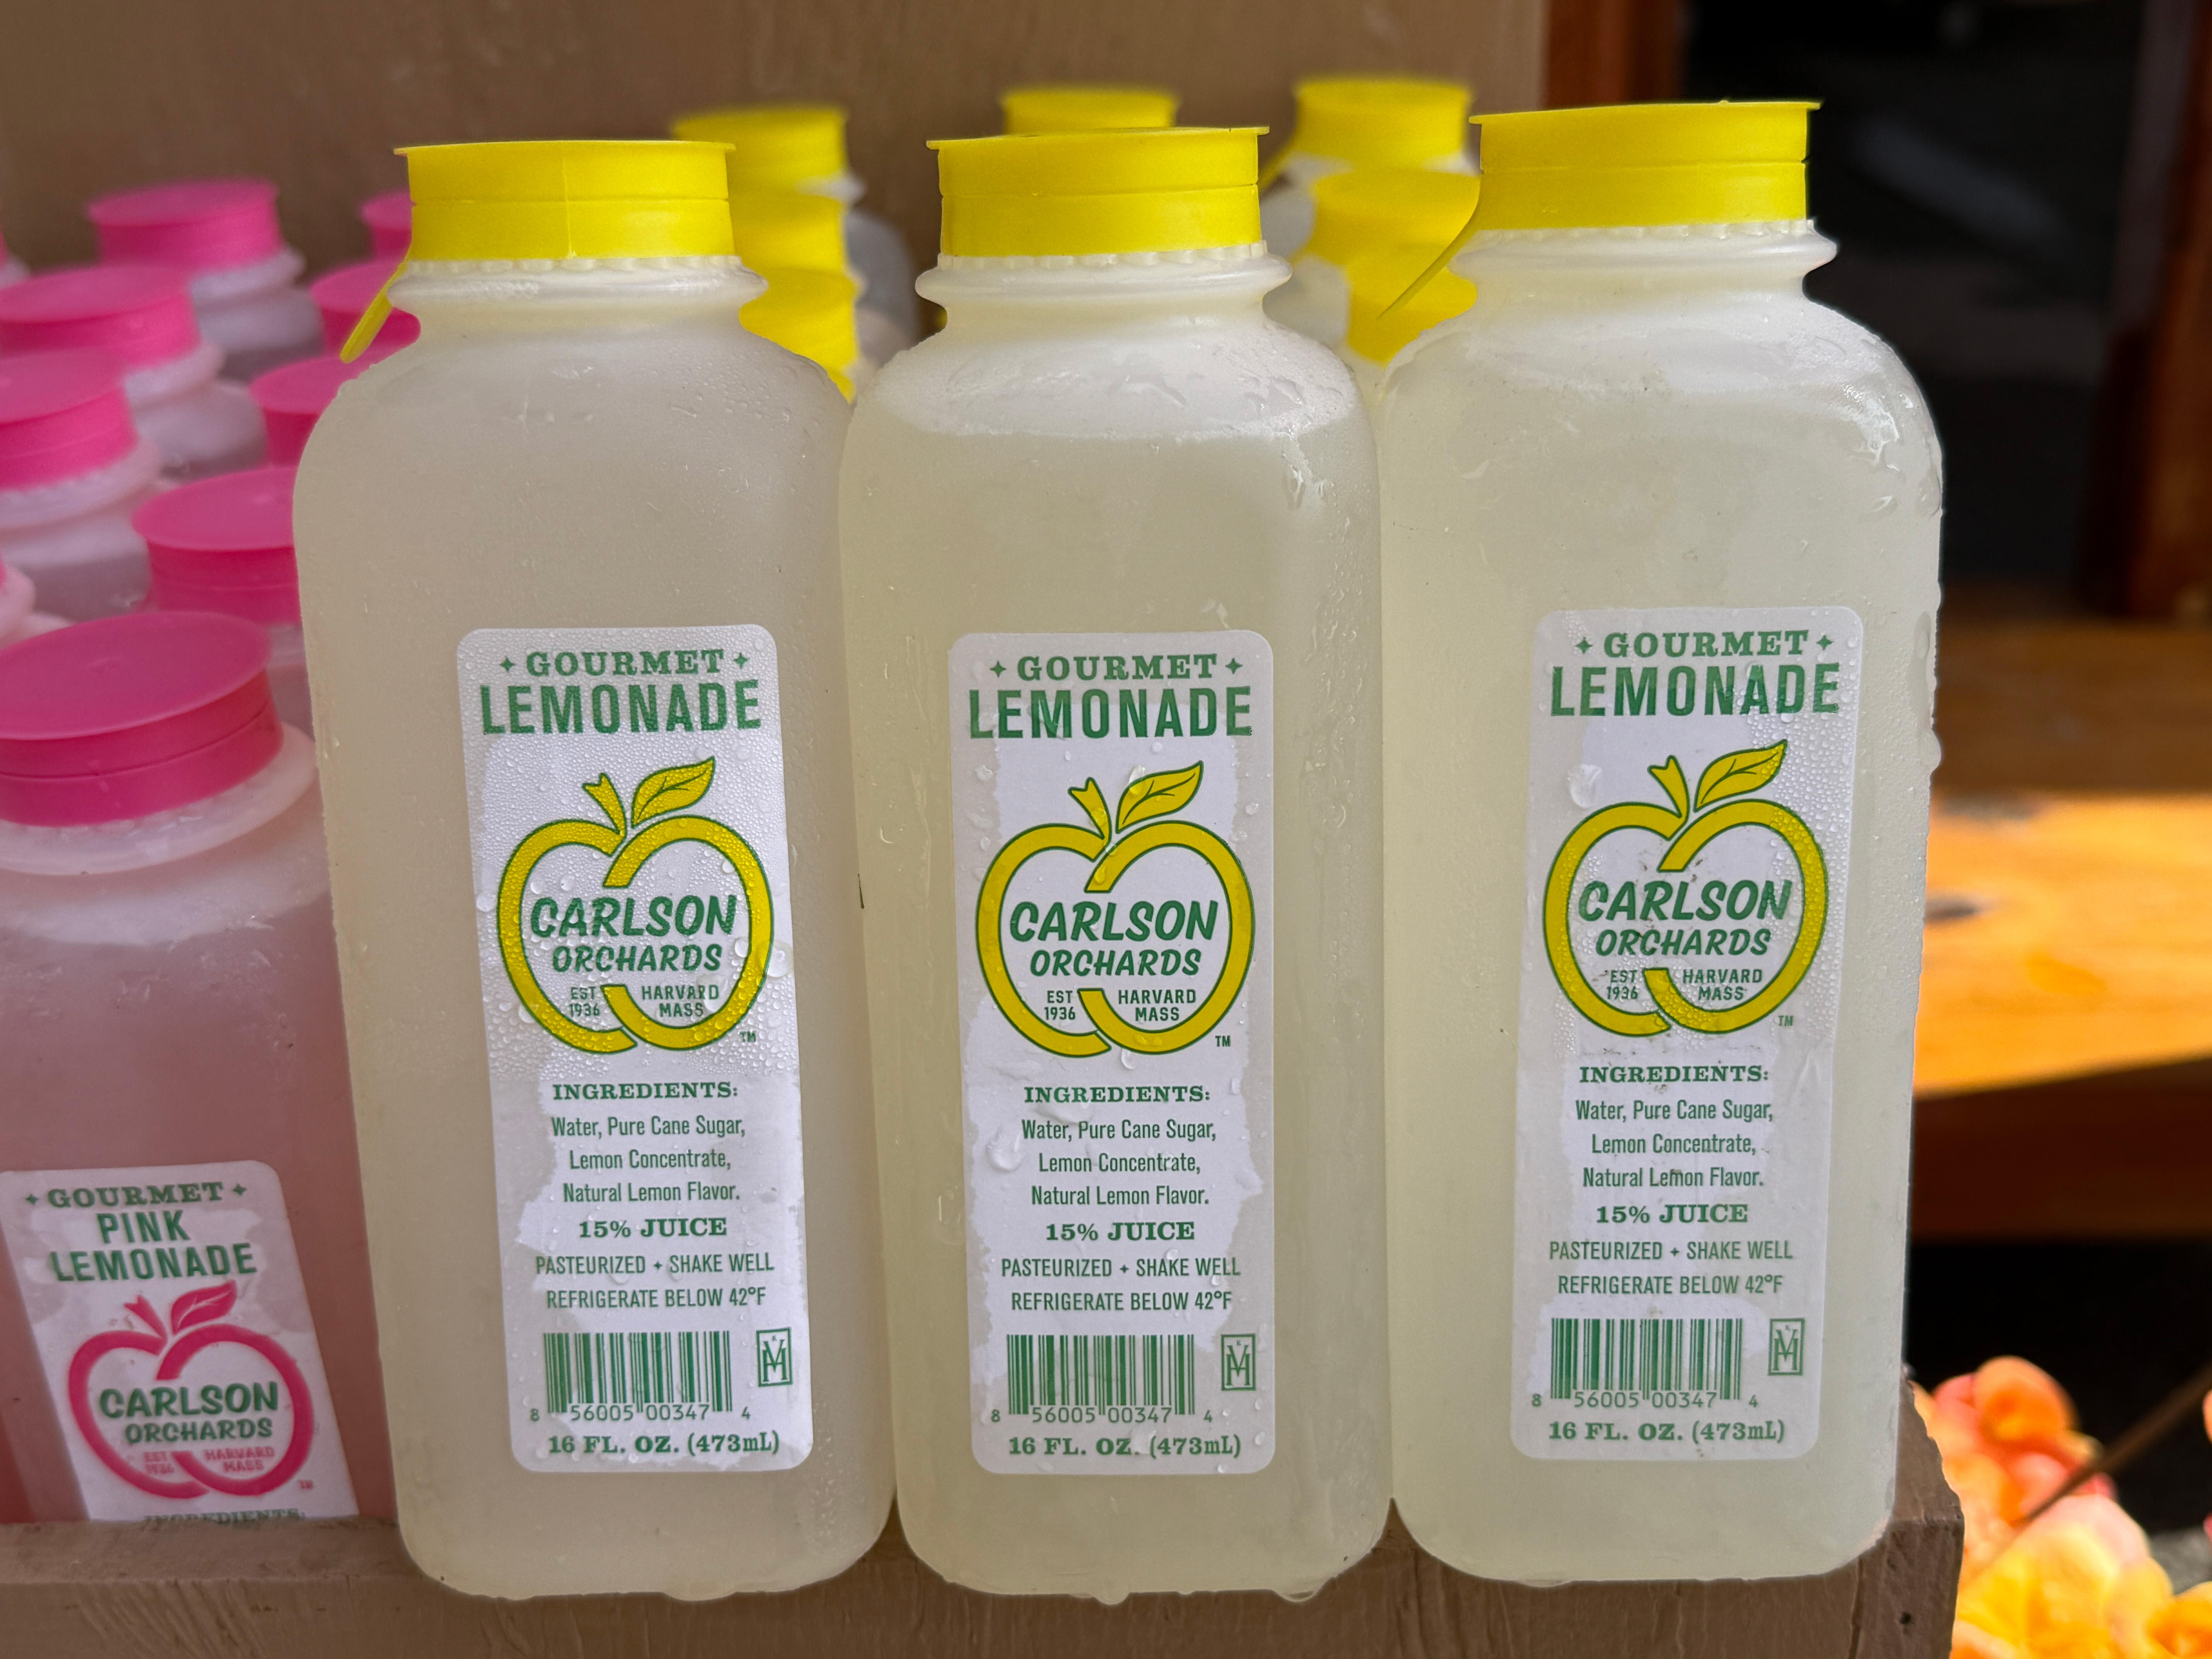 GOURMET
LEMONADE
CARLSON
ORCHARDS
EST
1936
HARVARD
MASS
TM
INGREDIENTS:
Water, Pure Cane Sugar,
Lemon Concentrate,
Natural Lemon Flavor.
15% JUICE
PASTEURIZED + SHAKE WELL
REFRIGERATE BELOW 42°F
8 56005 00347 4
16 FL. OZ. (473mL)
GOURMET
LEMONADE
CARLSON
ORCHARDS
EST
1936
HARVARD
MASS
TM
INGREDIENTS:
Water, Pure Cane Sugar,
Lemon Concentrate,
Natural Lemon Flavor.
15% JUICE
PASTEURIZED + SHAKE WELL
REFRIGERATE BELOW 42°F
8 56005 00347 4
16 FL. OZ. (473mL)
GOURMET
LEMONADE
CARLSON
ORCHARDS
EST
1936
HARVARD
MASS
TM
INGREDIENTS:
Water, Pure Cane Sugar,
Lemon Concentrate,
Natural Lemon Flavor.
15% JUICE
PASTEURIZED + SHAKE WELL
REFRIGERATE BELOW 42°F
8 56005 00347 4
16 FL. OZ. (473mL)
GOURMET
PINK
LEMONADE
CARLSON
ORCHARDS
EST
1936
HARVARD
MASS
TM
INGREDIENTS: